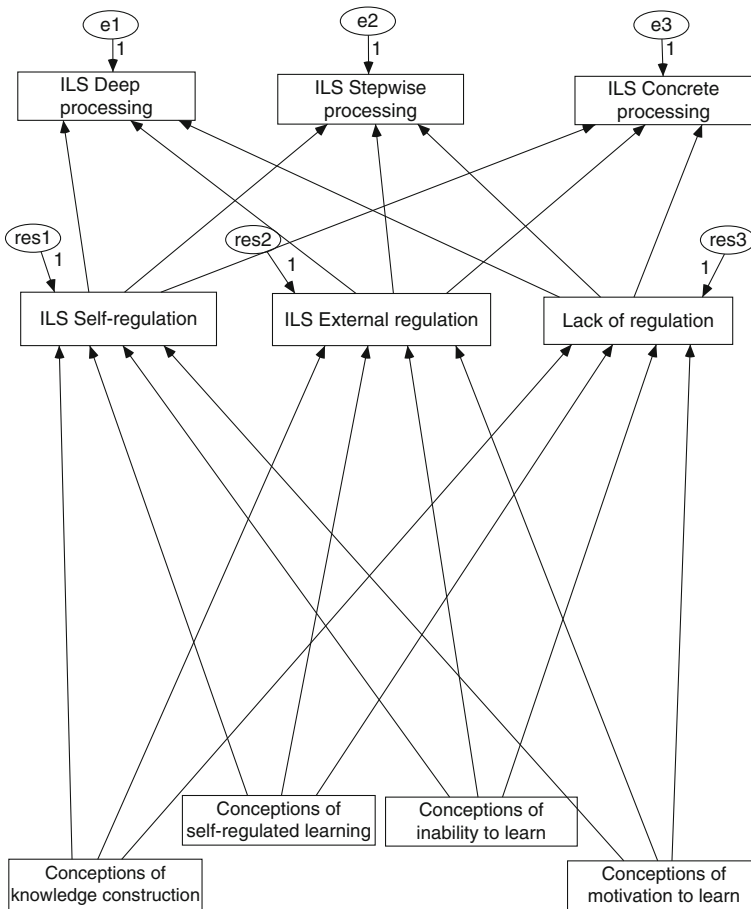 e1
e2
e3
1
1
1
ILS Deep
processing
ILS Stepwise
processing
ILS Concrete
processing
res1
res2
res3
1
1
1
ILS Self-regulation
ILS External regulation
Lack of regulation
Conceptions of
self-regulated learning
Conceptions of
inability to learn
Conceptions of
knowledge construction
Conceptions of
motivation to learn